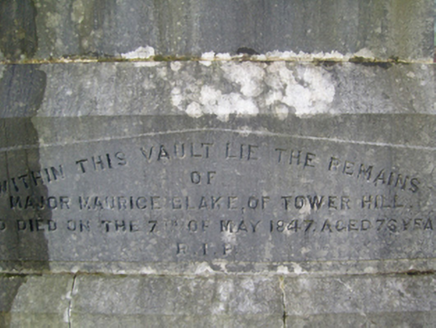 WITHIN THIS VAULT LIE THE REMAINS
OF
MAJOR MAURICE BLAKE, OF TOWER HILL.
DIED ON THE 7TH OF MAY 1847, AGED 73 YEA
R.I.P.